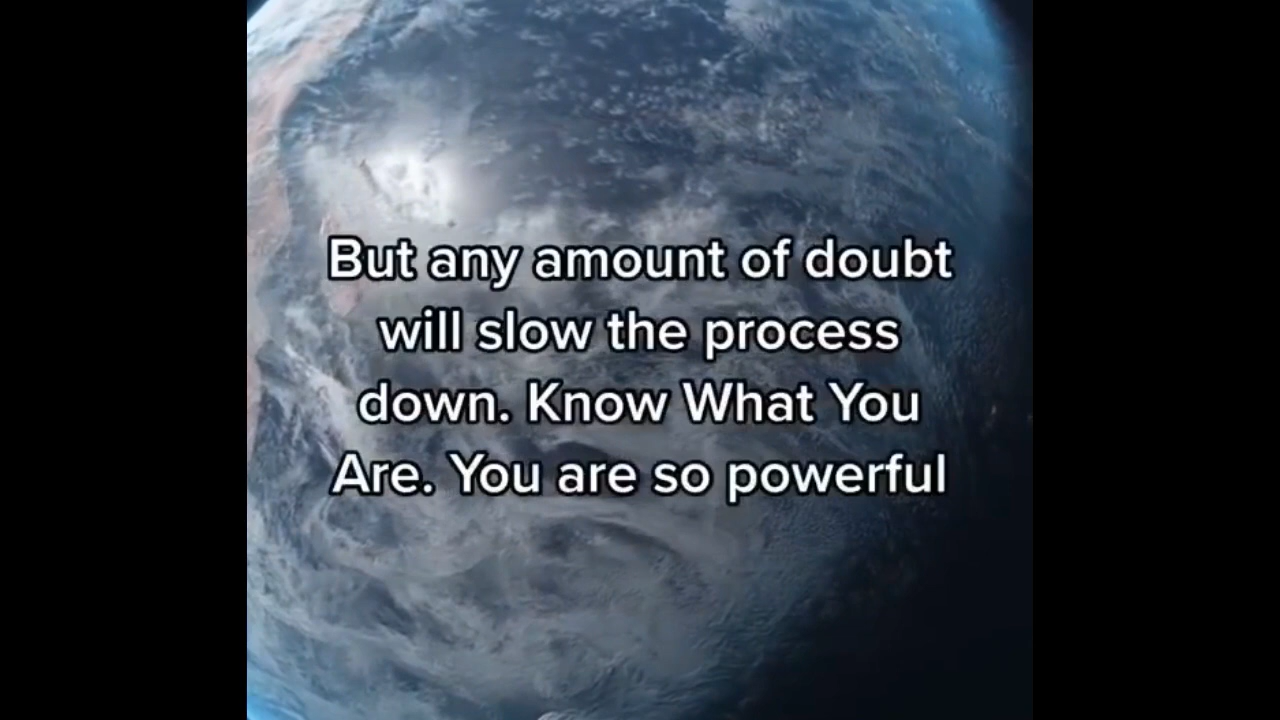 But any amount of doubt
will slow the process
down. Know What You
Are. You are so powerful